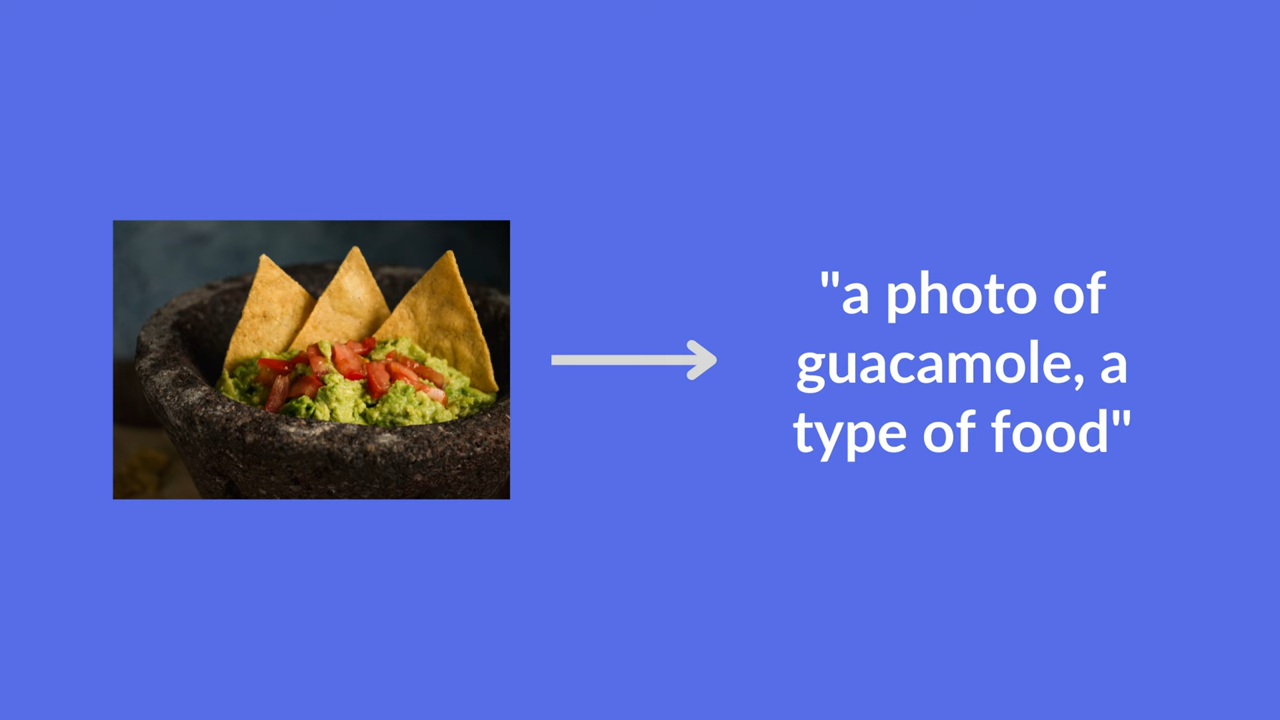 "a photo of
guacamole, a
type of food"